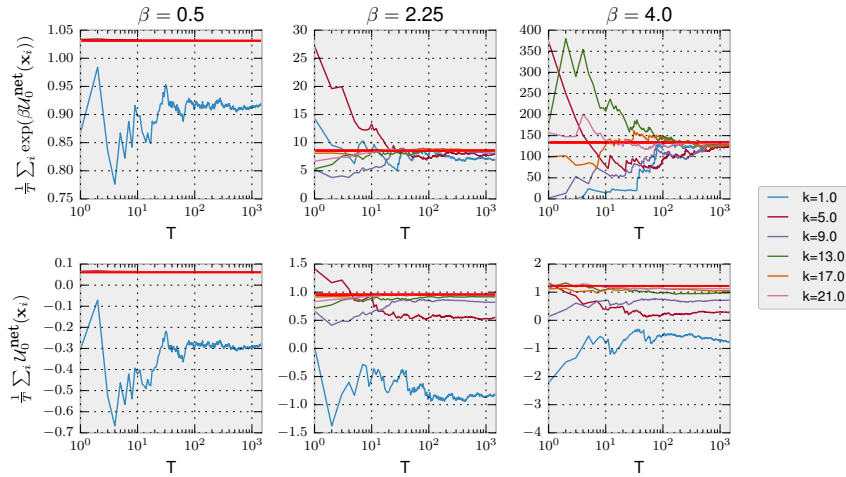 β = 0.5
β = 2.25
β = 4.0
1/T ∑_i exp(βU_0^net(x_i))
1.05
1.00
0.95
0.90
0.85
0.80
0.75
10^0 10^1 10^2 10^3
T
30
25
20
15
10
5
0
10^0 10^1 10^2 10^3
T
400
350
300
250
200
150
100
50
0
10^0 10^1 10^2 10^3
T
1/T ∑_i U_0^net(x_i)
0.1
0.0
−0.1
−0.2
−0.3
−0.4
−0.5
−0.6
−0.7
10^0 10^1 10^2 10^3
T
1.5
1.0
0.5
0.0
−0.5
−1.0
−1.5
10^0 10^1 10^2 10^3
T
2
1
0
−1
−2
−3
−4
10^0 10^1 10^2 10^3
T
k=1.0
k=5.0
k=9.0
k=13.0
k=17.0
k=21.0